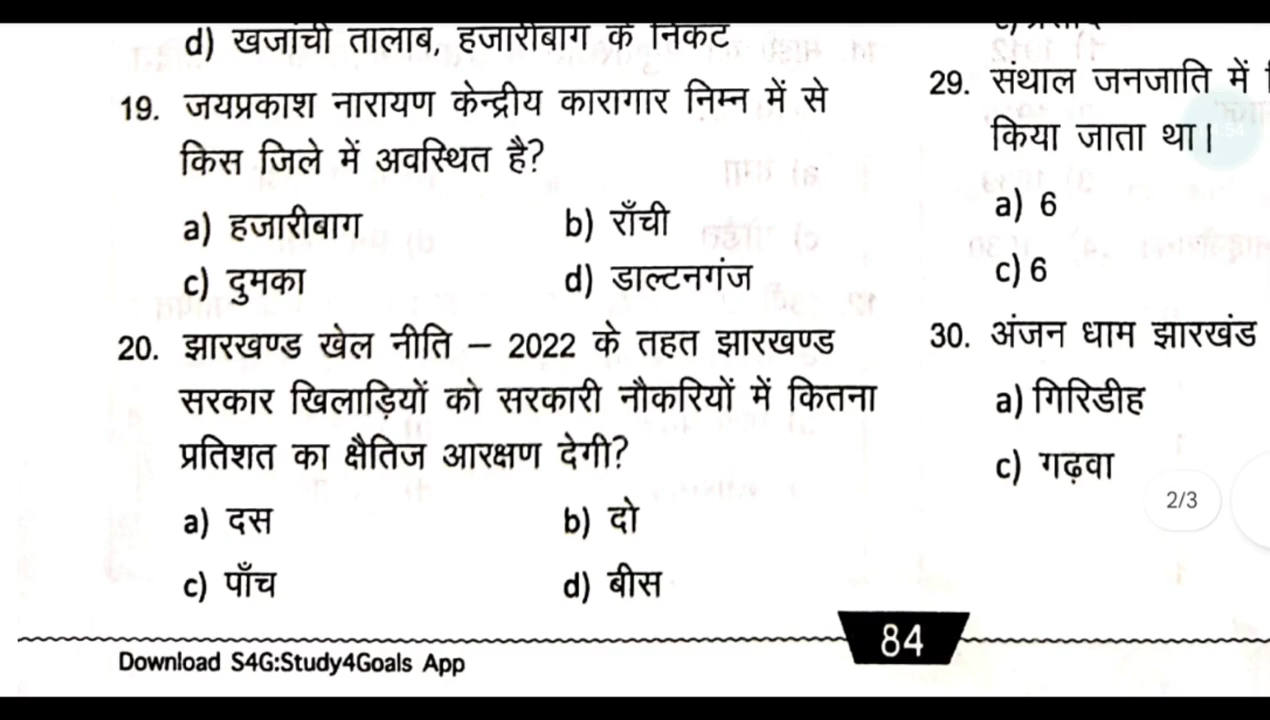 d) खजांची तालाब, हजारीबाग के निकट
19. जयप्रकाश नारायण केन्द्रीय कारागार निम्न में से
किस जिले में अवस्थित है?
a) हजारीबाग b) राँची
c) दुमका d) डाल्टनगंज
20. झारखण्ड खेल नीति – 2022 के तहत झारखण्ड
सरकार खिलाड़ियों को सरकारी नौकरियों में कितना
प्रतिशत का क्षैतिज आरक्षण देगी?
a) दस b) दो
c) पाँच d) बीस
29. संथाल जनजाति में
किया जाता था।
a) 6
c) 6
30. अंजन धाम झारखंड
a) गिरिडीह
c) गढ़वा
2/3
84
Download S4G:Study4Goals App